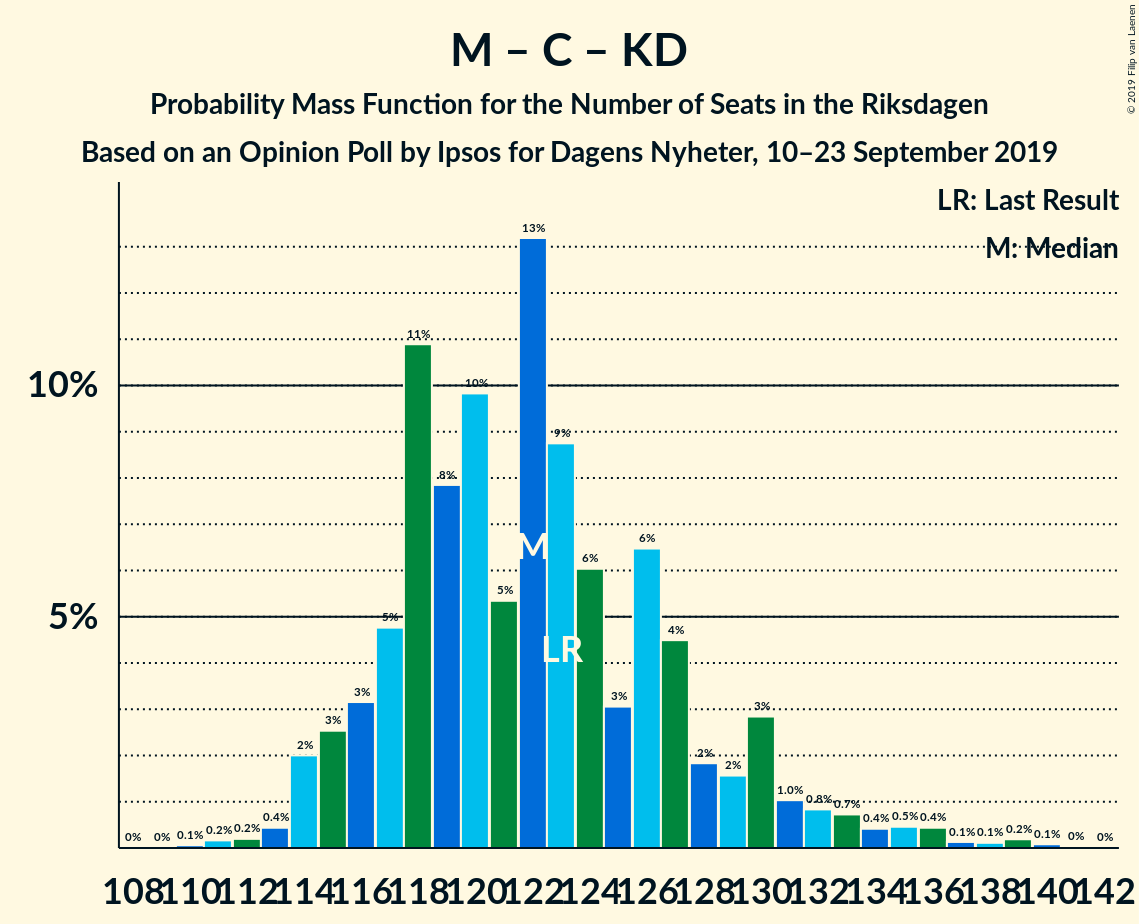 M – C – KD
Probability Mass Function for the Number of Seats in the Riksdagen
Based on an Opinion Poll by Ipsos for Dagens Nyheter, 10–23 September 2019
© 2019 Filip van Laenen
LR: Last Result
M: Median
10%
5%
0% 0% 0.1% 0.2% 0.2% 0.4% 2% 3% 3% 5% 11% 8% 10% 5% 13% 9% 6% 3% 6% 4% 2% 2% 3% 1.0% 0.8% 0.7% 0.4% 0.5% 0.4% 0.1% 0.1% 0.2% 0.1% 0% 0%
M
LR
108 110 112 114 116 118 120 122 124 126 128 130 132 134 136 138 140 142